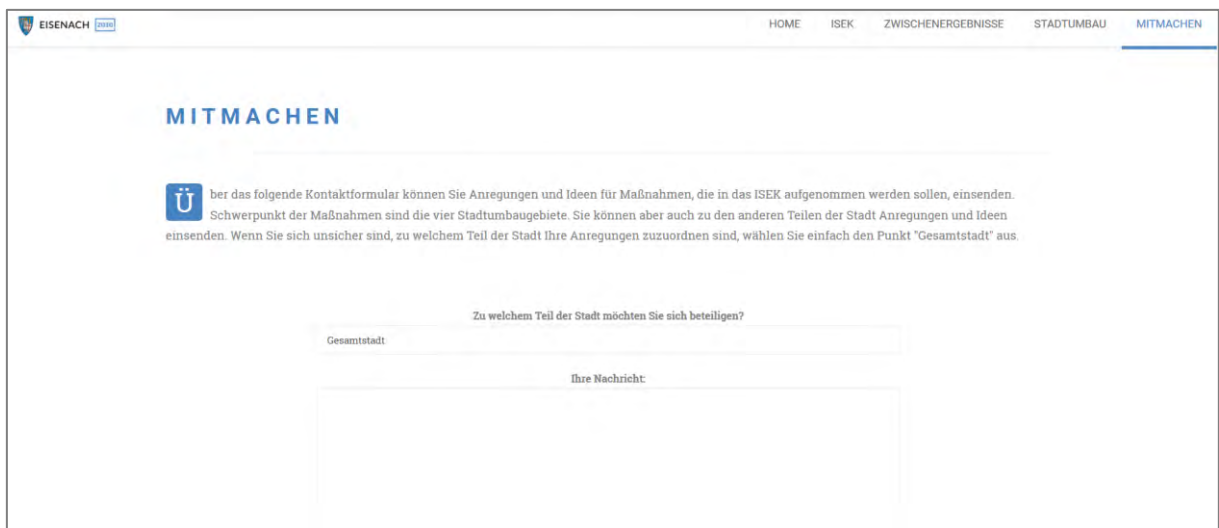 EISENACH 2030
HOME ISEK ZWISCHENERGEBNISSE STADTUMBAU MITMACHEN
MITMACHEN
Über das folgende Kontaktformular können Sie Anregungen und Ideen für Maßnahmen, die in das ISEK aufgenommen werden sollen, einsenden.
Schwerpunkt der Maßnahmen sind die vier Stadtumbaugebiete. Sie können aber auch zu den anderen Teilen der Stadt Anregungen und Ideen
einsenden. Wenn Sie sich unsicher sind, zu welchem Teil der Stadt Ihre Anregungen zuzuordnen sind, wählen Sie einfach den Punkt "Gesamtstadt" aus.
Zu welchem Teil der Stadt möchten Sie sich beteiligen?
Gesamtstadt
Ihre Nachricht: